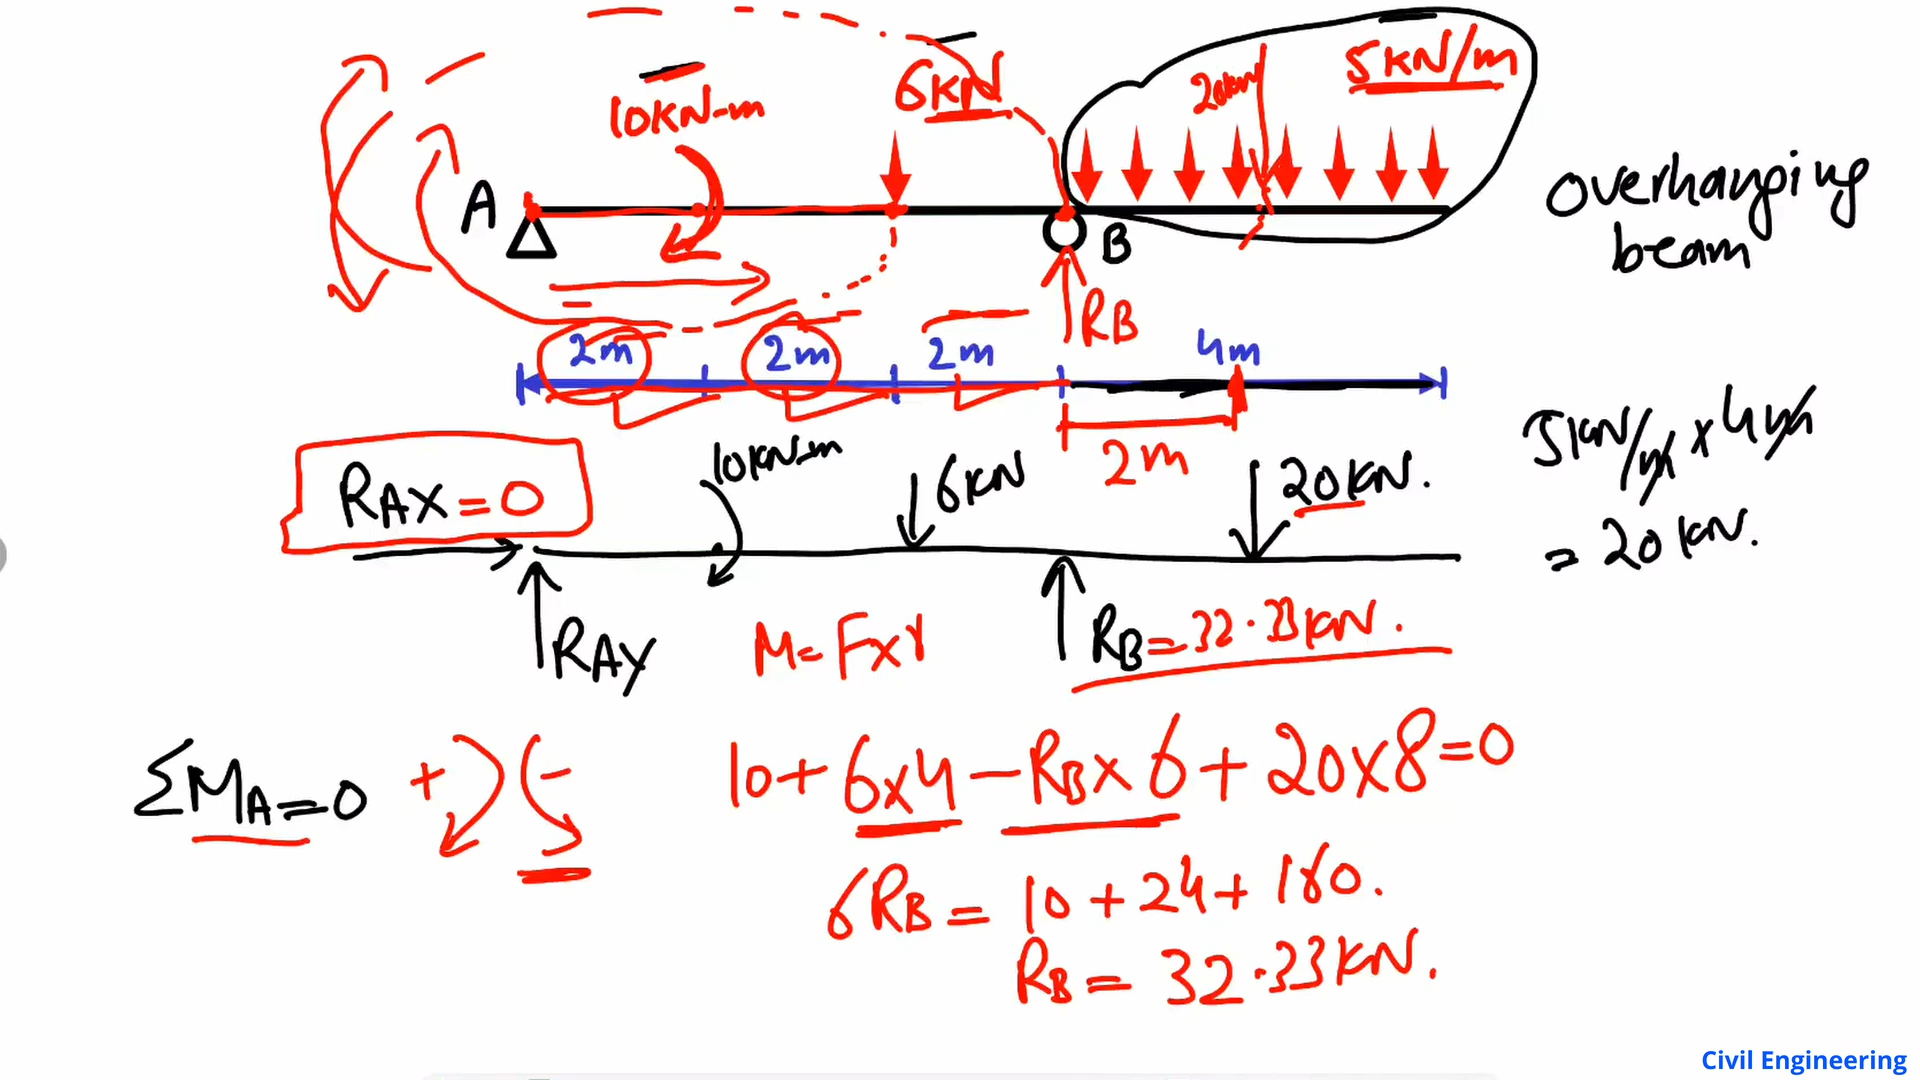 10KN-m
6KN
20KN
5KN/m
A
B
Overhanging
beam
RB
2m
2m
2m
4m
2m
RAX = 0
10KN-m
6KN
20KN.
5KN/m x 4m
= 20KN.
RAY
M = F x r
RB = 32.33KN.
ΣMA = 0
+
-
10 + 6x4 - RB x 6 + 20x8 = 0
6RB = 10 + 24 + 160.
RB = 32.33KN.
Civil Engineering